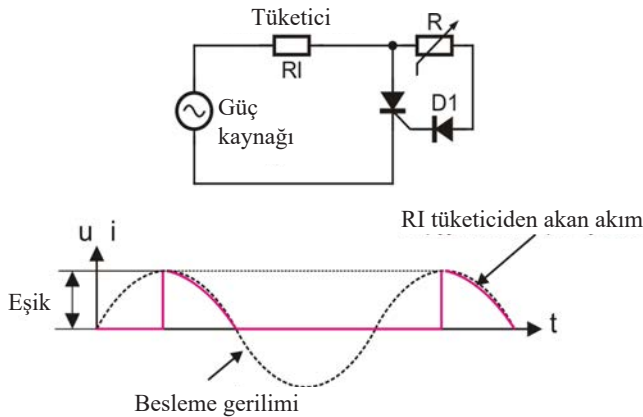 Tüketici
R
RI
D1
Güç
kaynağı
RI tüketiciden akan akım
u i
Eşik
t
Besleme gerilimi